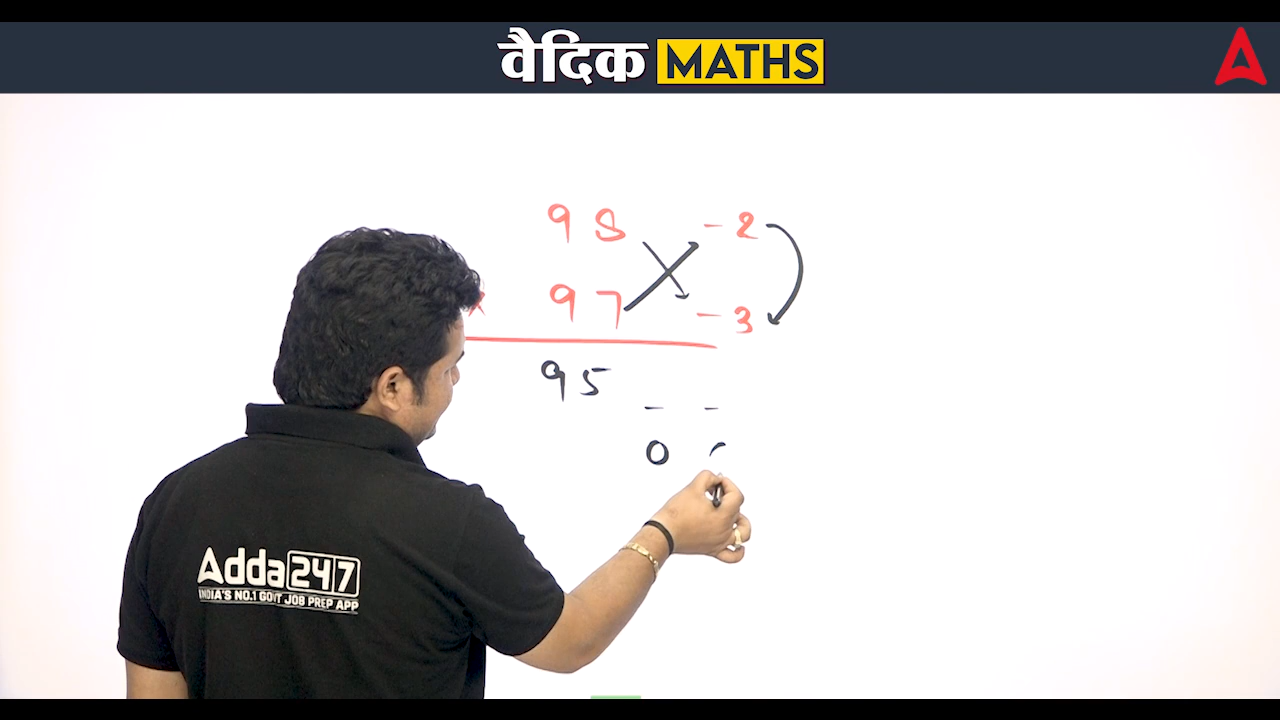 वैदिक MATHS
98 -2
x 97 -3
95 _ _
0
Adda247
INDIA'S NO.1 GOVT JOB PREP APP